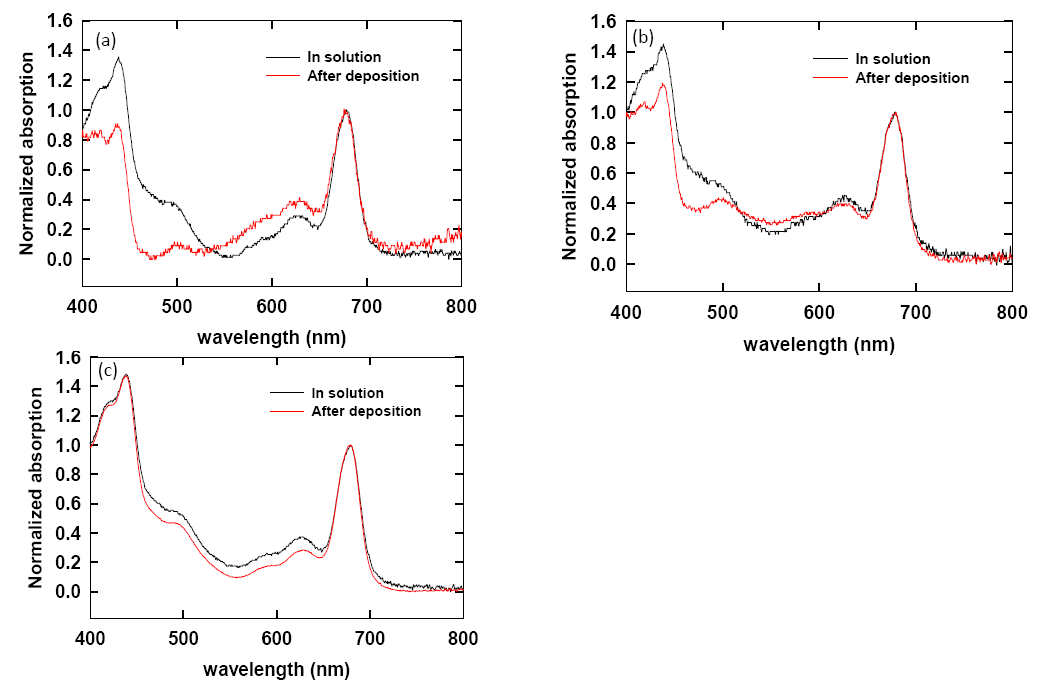 (a)
In solution
After deposition
Normalized absorption
1.6
1.4
1.2
1.0
0.8
0.6
0.4
0.2
0.0
400 500 600 700 800
wavelength (nm)
(b)
In solution
After deposition
Normalized absorption
1.6
1.4
1.2
1.0
0.8
0.6
0.4
0.2
0.0
400 500 600 700 800
wavelength (nm)
(c)
In solution
After deposition
Normalized absorption
1.6
1.4
1.2
1.0
0.8
0.6
0.4
0.2
0.0
400 500 600 700 800
wavelength (nm)